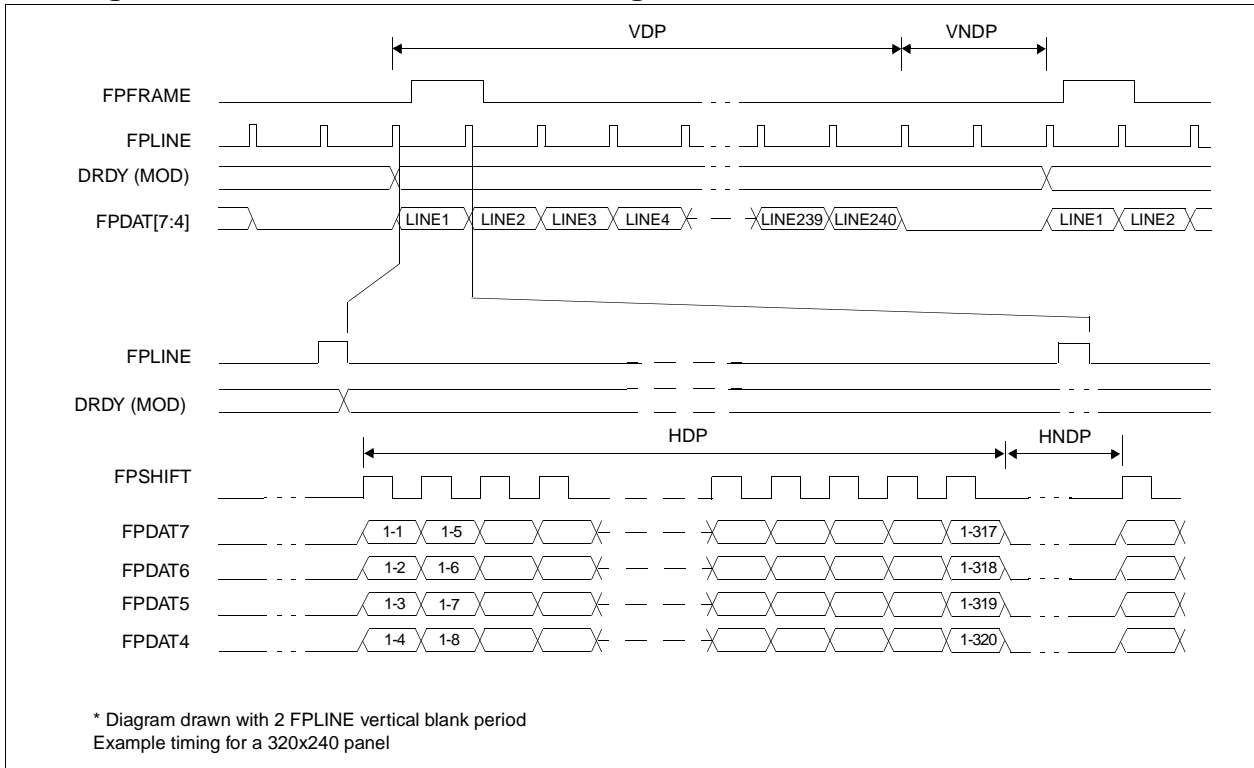 VDP VNDP
FPFRAME
FPLINE
DRDY (MOD)
FPDAT[7:4] LINE1 LINE2 LINE3 LINE4 LINE239 LINE240 LINE1 LINE2
FPLINE
DRDY (MOD)
HDP HNDP
FPSHIFT
FPDAT7 1-1 1-5 1-317
FPDAT6 1-2 1-6 1-318
FPDAT5 1-3 1-7 1-319
FPDAT4 1-4 1-8 1-320
* Diagram drawn with 2 FPLINE vertical blank period
Example timing for a 320x240 panel